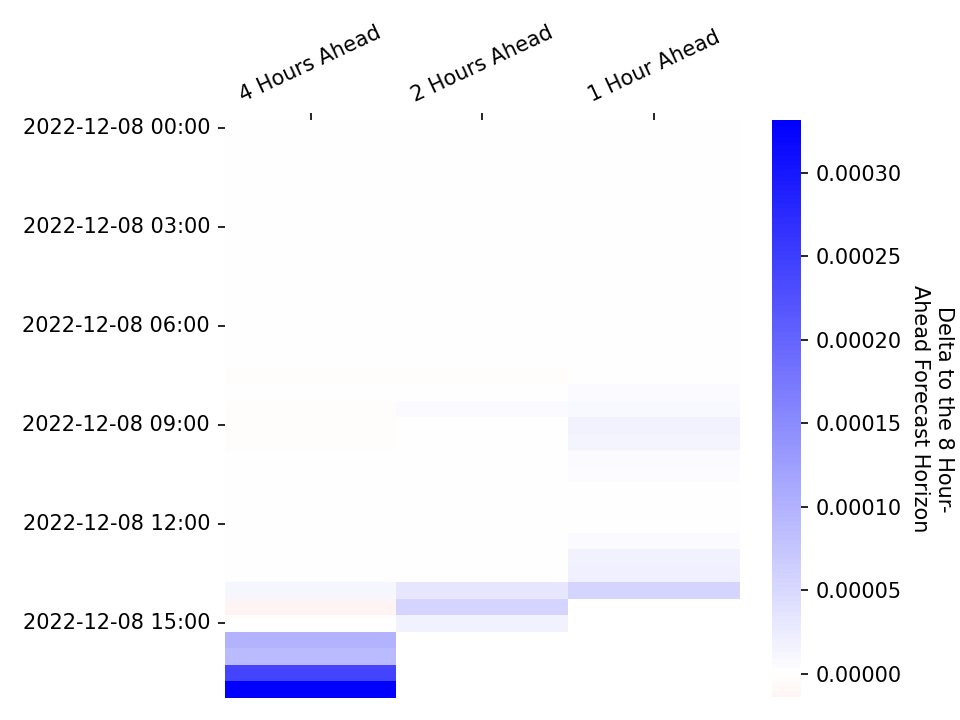 4 Hours Ahead
2 Hours Ahead
1 Hour Ahead
2022-12-08 00:00
2022-12-08 03:00
2022-12-08 06:00
2022-12-08 09:00
2022-12-08 12:00
2022-12-08 15:00
0.00030
0.00025
0.00020
0.00015
0.00010
0.00005
0.00000
Delta to the 8 Hour-
Ahead Forecast Horizon